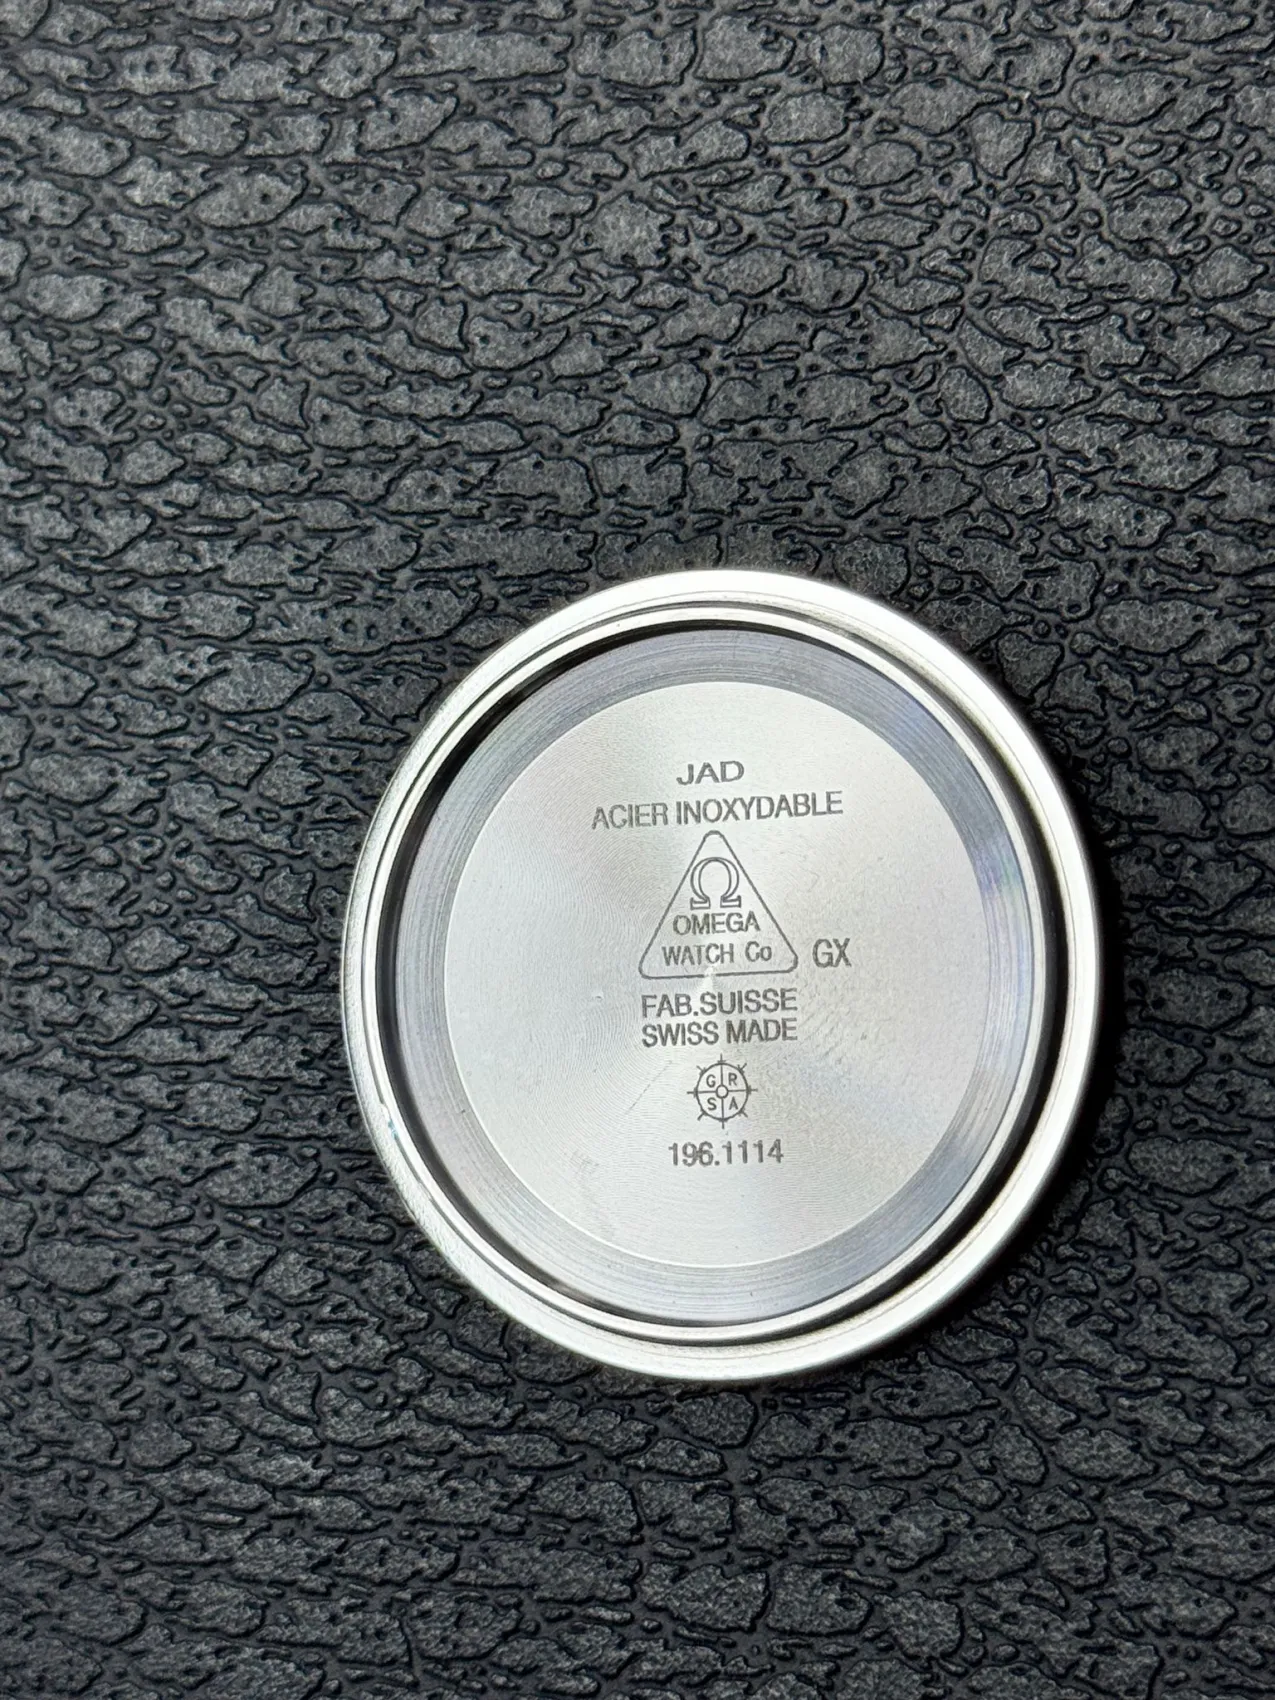 JAD
ACIER INOXYDABLE
Ω
OMEGA
WATCH Co GX
FAB.SUISSE
SWISS MADE
G R
S A
196.1114